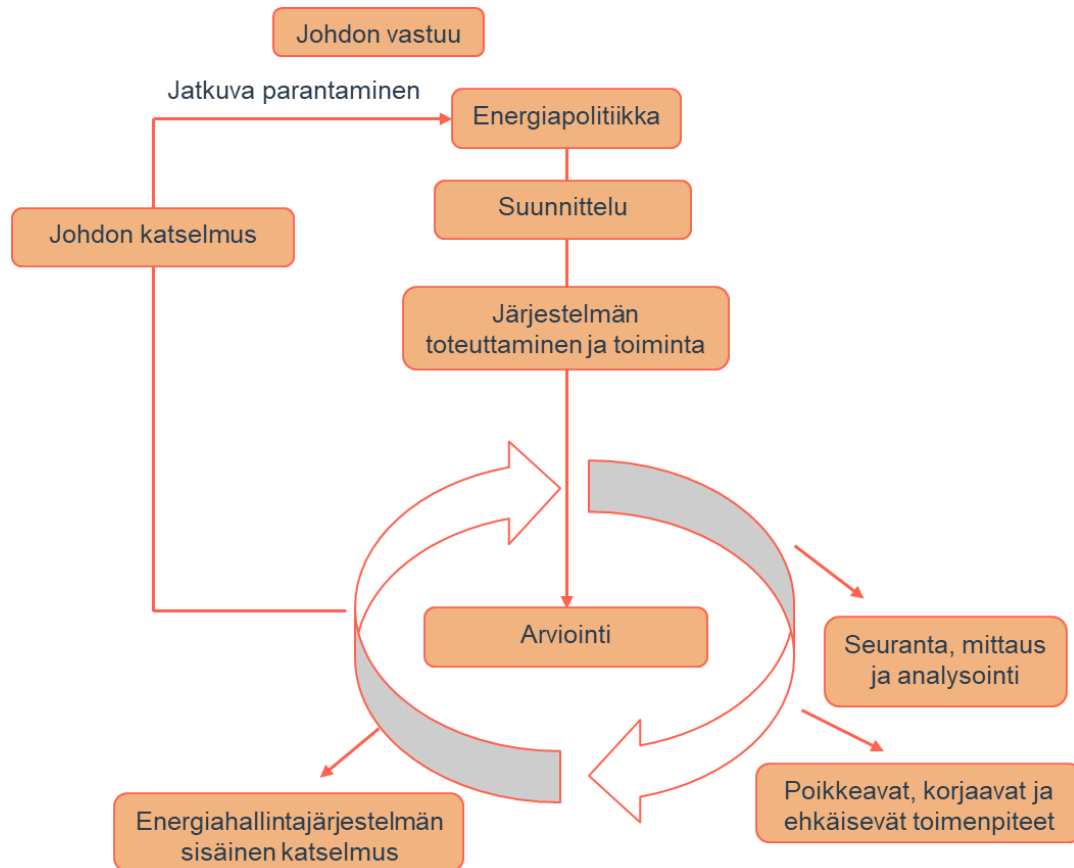 Johdon vastuu
Jatkuva parantaminen
Energiapolitiikka
Suunnittelu
Johdon katselmus
Järjestelmän
toteuttaminen ja toiminta
Arviointi
Seuranta, mittaus
ja analysointi
Poikkeavat, korjaavat ja
ehkäisevät toimenpiteet
Energiahallintajärjestelmän
sisäinen katselmus